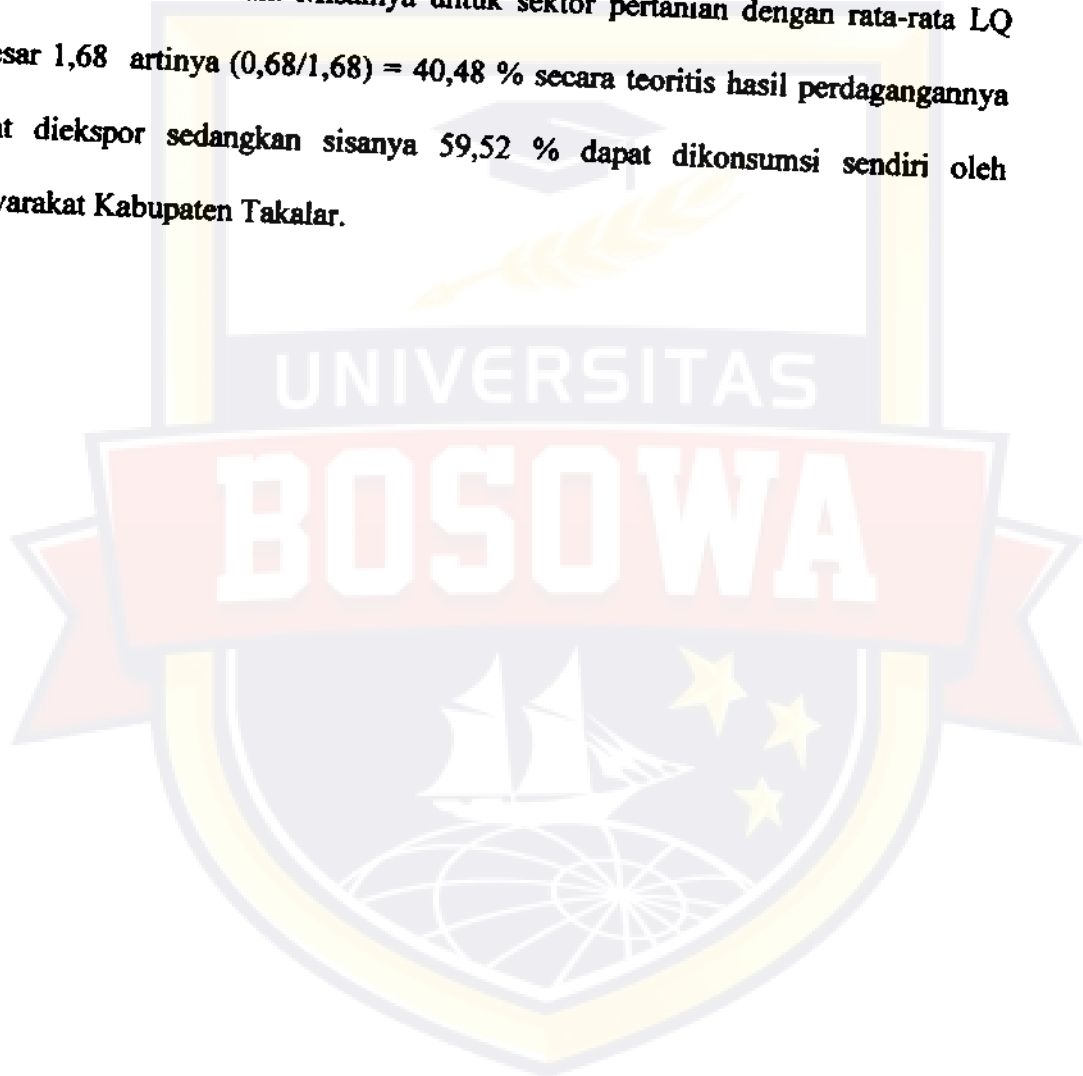 untuk sektor pertanian dengan rata-rata LQ
esar 1,68 artinya (0,68/1,68) = 40,48 % secara teoritis hasil perdagangannya
at diekspor sedangkan sisanya 59,52 % dapat dikonsumsi sendiri oleh
yarakat Kabupaten Takalar.
UNIVERSITAS
BOSOWA